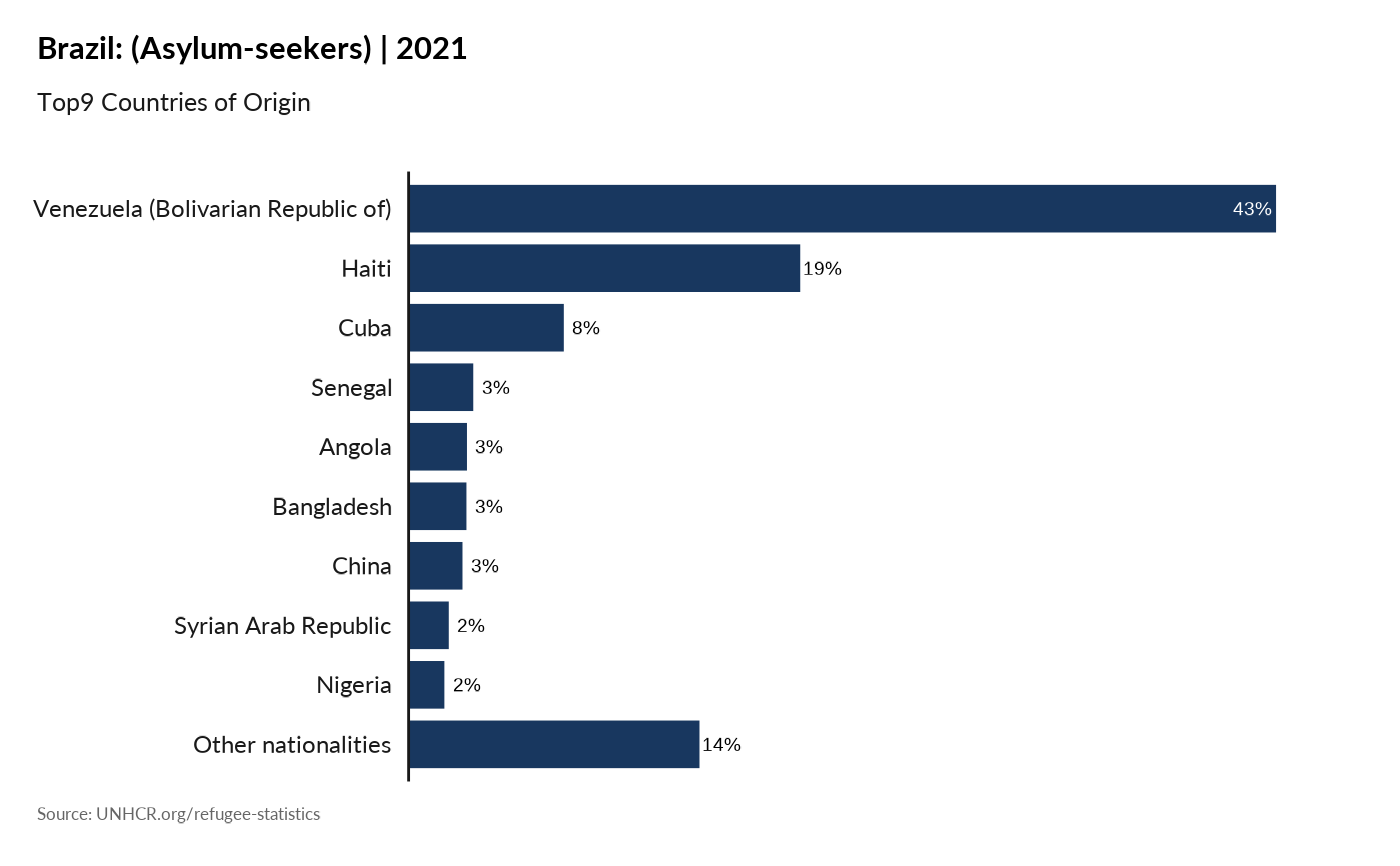 Brazil: (Asylum-seekers) | 2021
Top9 Countries of Origin
Venezuela (Bolivarian Republic of) 43%
Haiti 19%
Cuba 8%
Senegal 3%
Angola 3%
Bangladesh 3%
China 3%
Syrian Arab Republic 2%
Nigeria 2%
Other nationalities 14%
Source: UNHCR.org/refugee-statistics